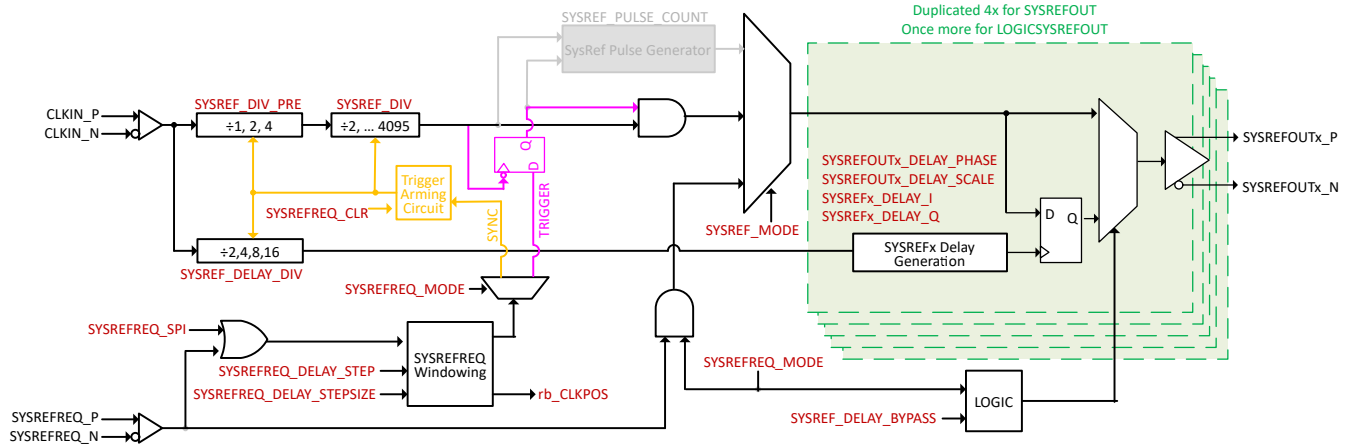 Duplicated 4x for SYSREFOUT
Once more for LOGICSYSREFOUT
SYSREF_PULSE_COUNT
SysRef Pulse Generator
CLKIN_P
CLKIN_N
SYSREF_DIV_PRE
÷1, 2, 4
SYSREF_DIV
÷2, ... 4095
Q
D
Trigger
Arming
Circuit
SYSREFREQ_CLR
SYNC
TRIGGER
÷2,4,8,16
SYSREF_DELAY_DIV
SYSREF_MODE
SYSREFOUTx_DELAY_PHASE
SYSREFOUTx_DELAY_SCALE
SYSREFx_DELAY_I
SYSREFx_DELAY_Q
SYSREFx Delay
Generation
D
Q
SYSREFOUTx_P
SYSREFOUTx_N
SYSREFREQ_MODE
SYSREFREQ_SPI
SYSREFREQ
Windowing
SYSREFREQ_DELAY_STEP
SYSREFREQ_DELAY_STEPSIZE
rb_CLKPOS
SYSREFREQ_MODE
LOGIC
SYSREF_DELAY_BYPASS
SYSREFREQ_P
SYSREFREQ_N